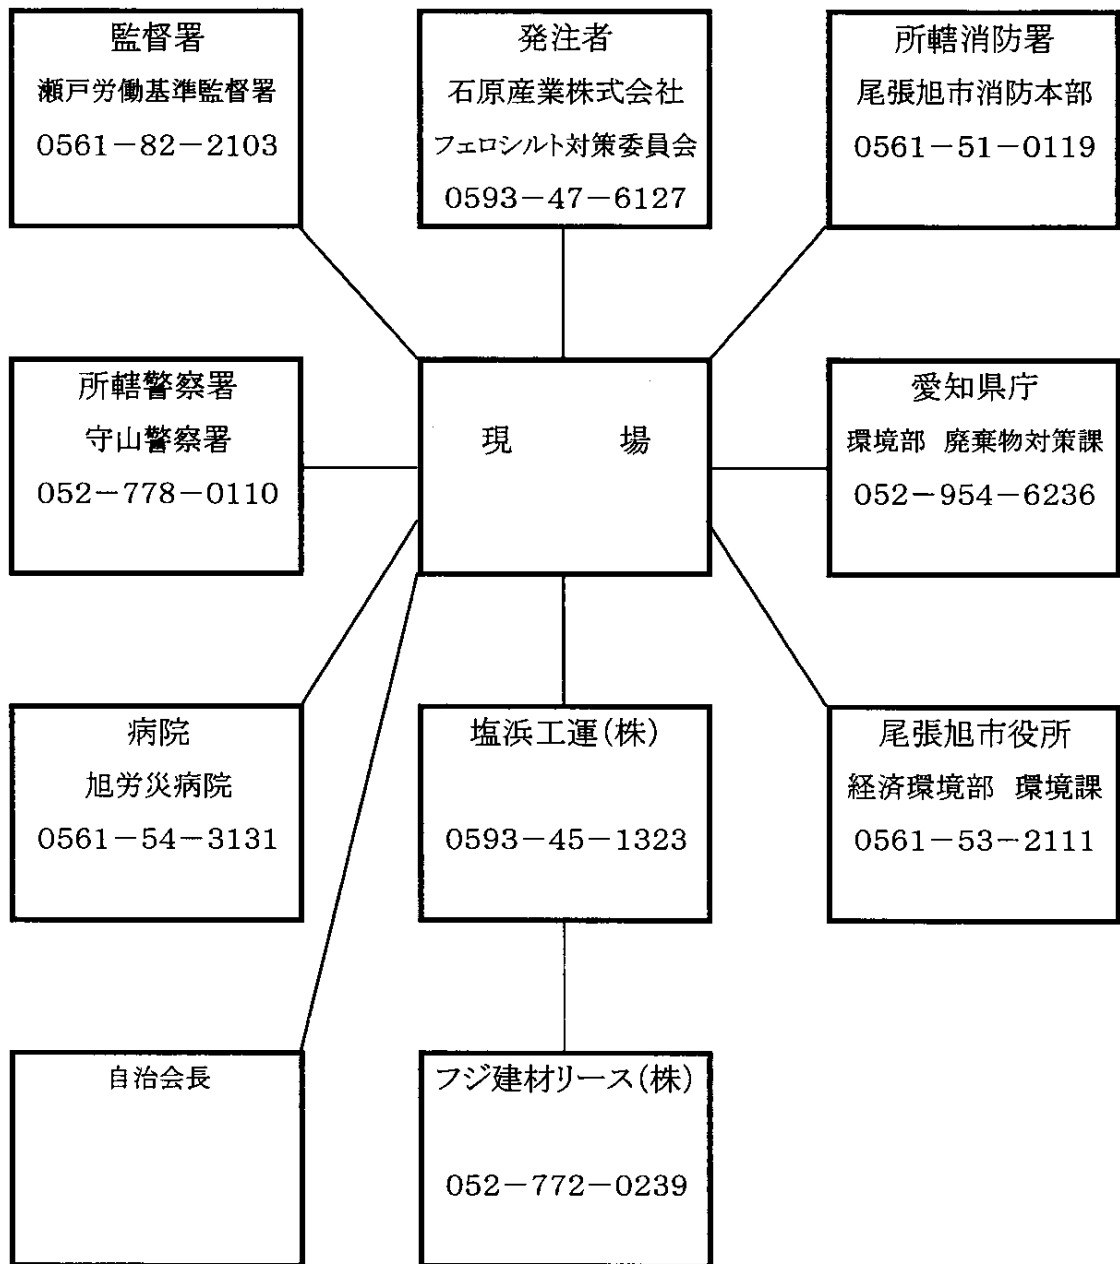 監督署
瀬戸労働基準監督署
0561-82-2103
発注者
石原産業株式会社
フェロシルト対策委員会
0593-47-6127
所轄消防署
尾張旭市消防本部
0561-51-0119
所轄警察署
守山警察署
052-778-0110
現 場
愛知県庁
環境部 廃棄物対策課
052-954-6236
病院
旭労災病院
0561-54-3131
塩浜工運(株)
0593-45-1323
尾張旭市役所
経済環境部 環境課
0561-53-2111
自治会長
フジ建材リース(株)
052-772-0239